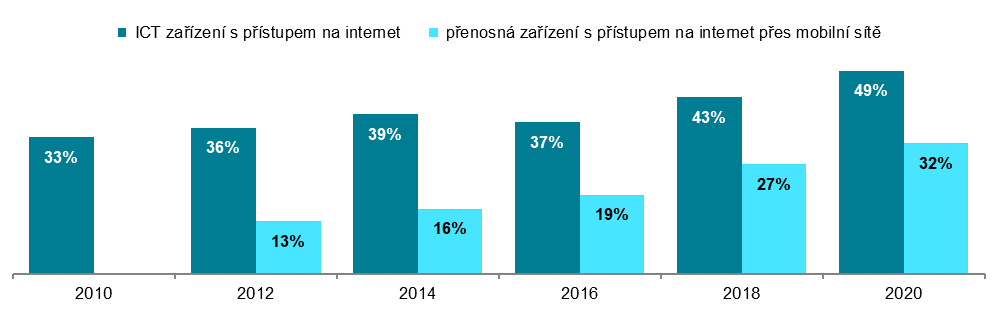 ICT zařízení s přístupem na internet přenosná zařízení s přístupem na internet přes mobilní sítě
33% 36% 39% 37% 43% 49%
13% 16% 19% 27% 32%
2010 2012 2014 2016 2018 2020